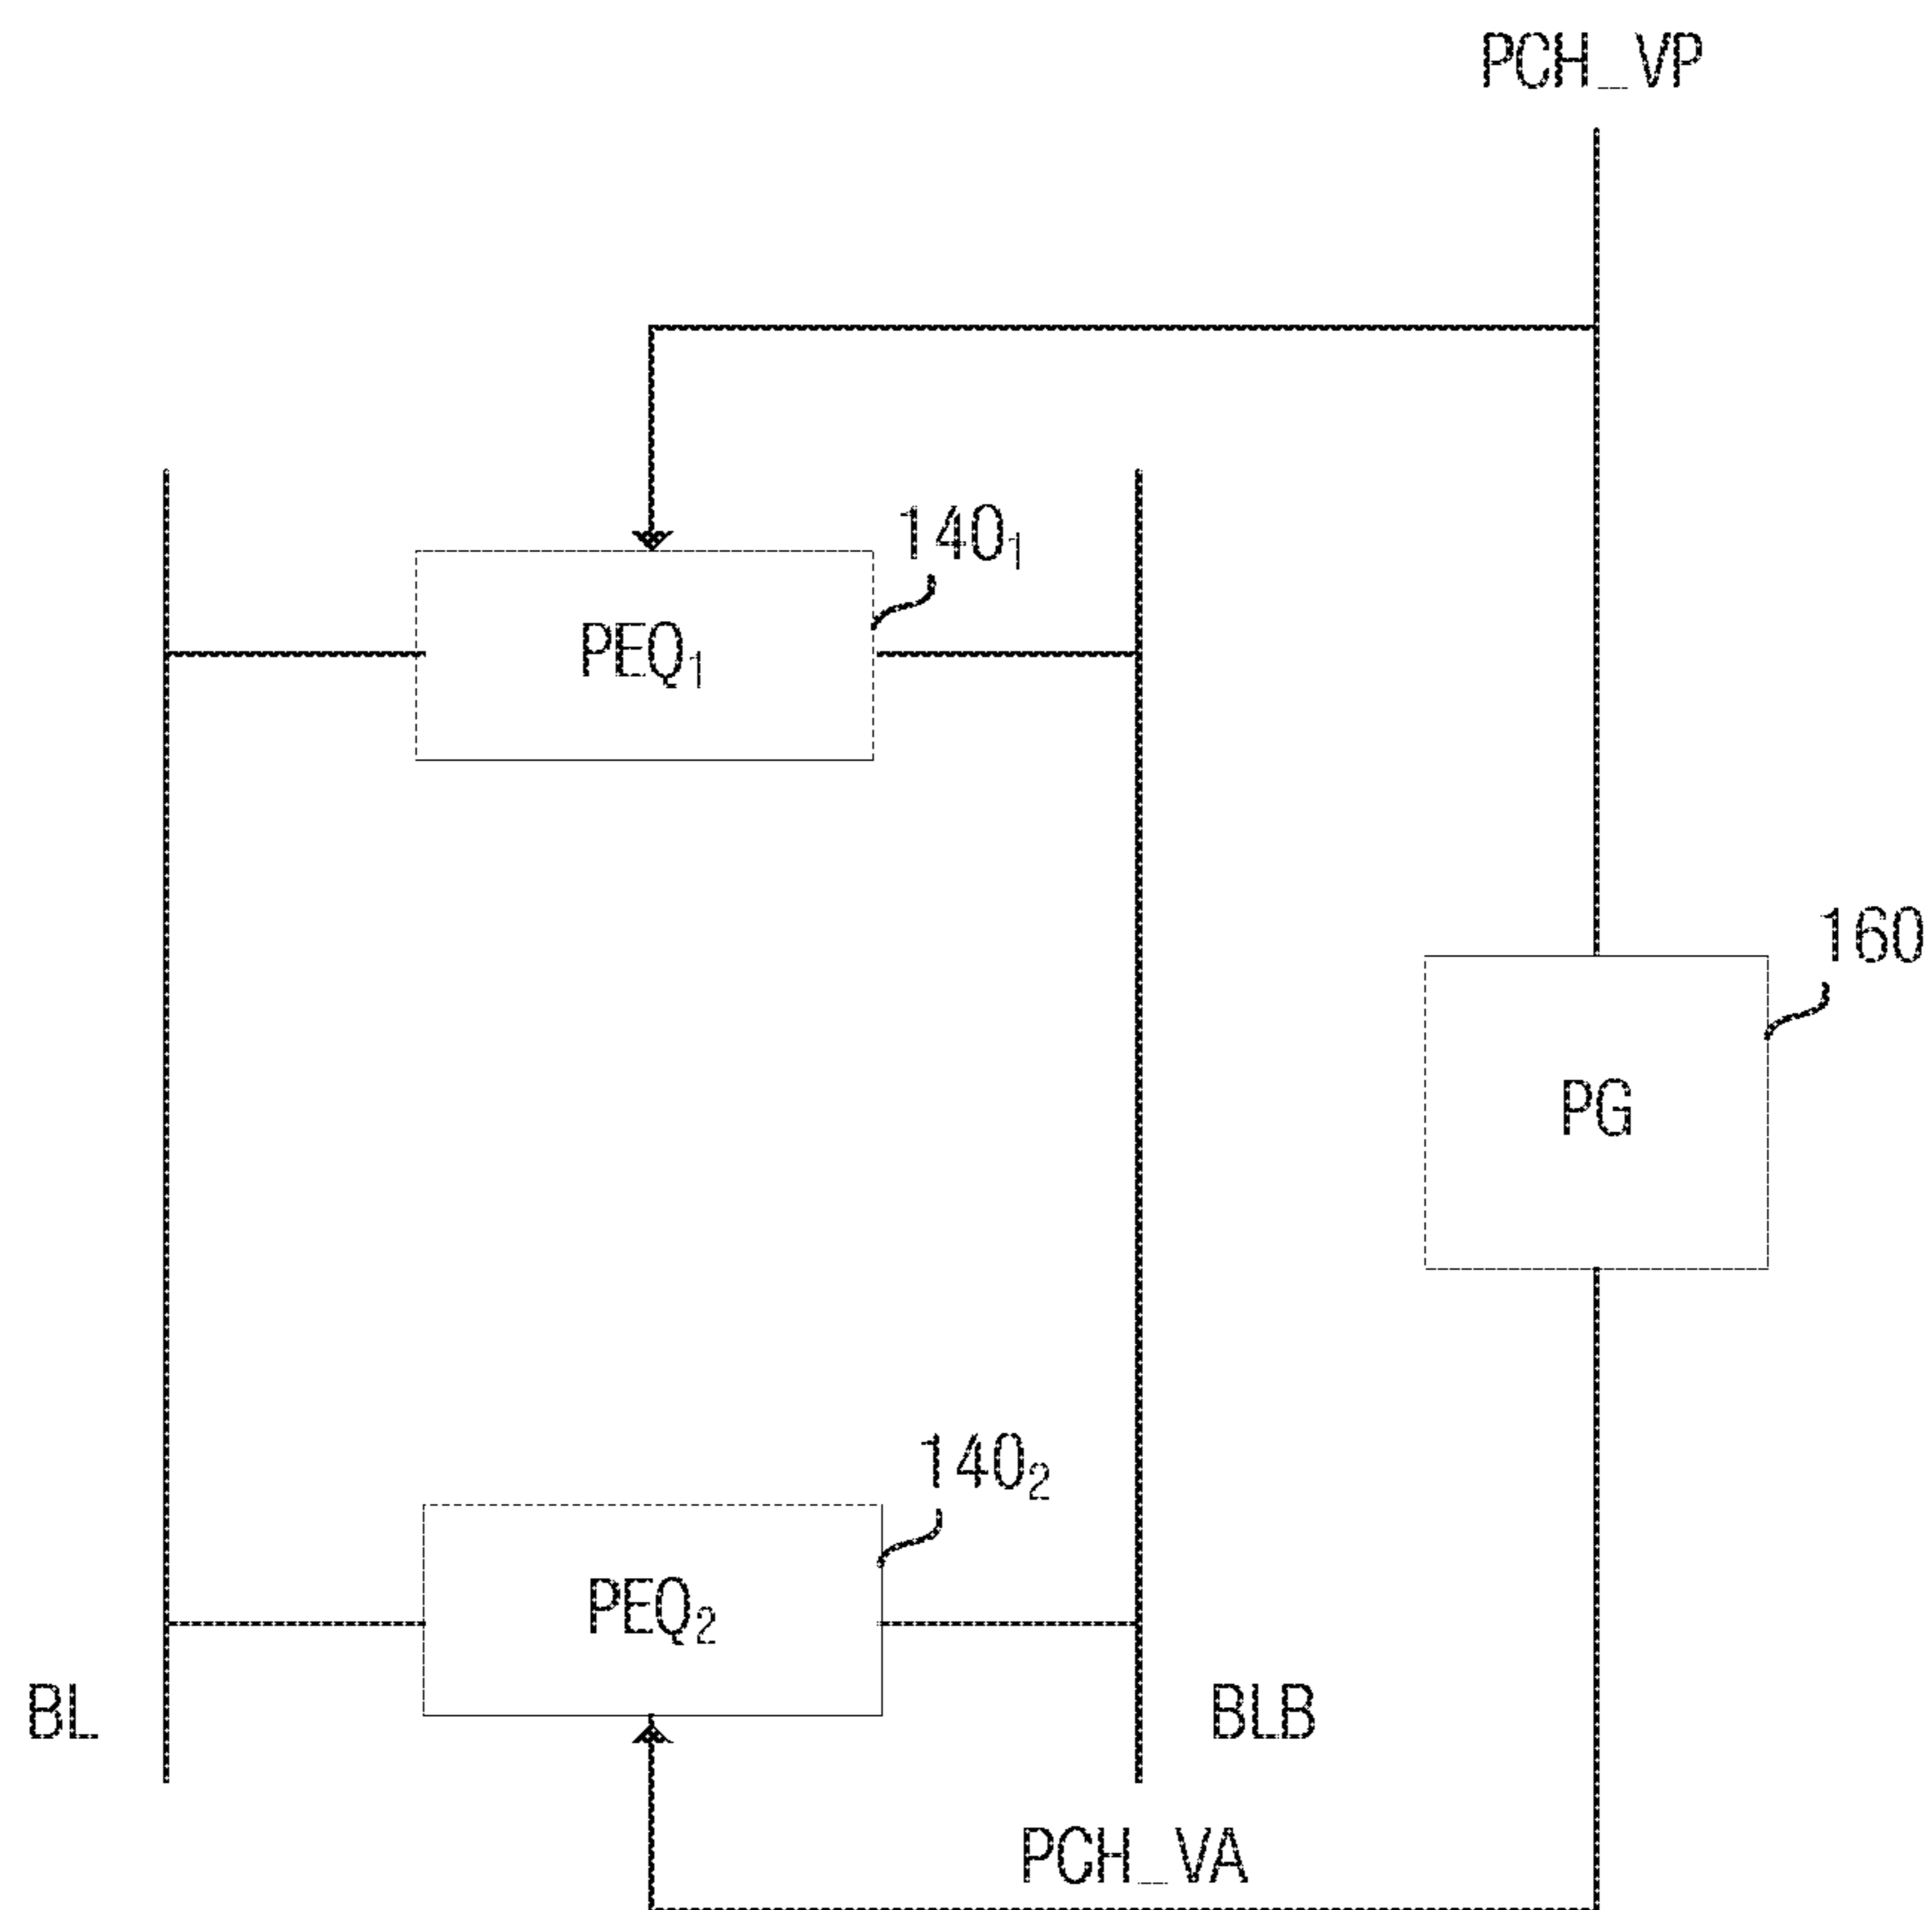 PCH_VP
140₁
PEQ₁
160
PG
140₂
PEQ₂
BL
BLB
PCH_VA